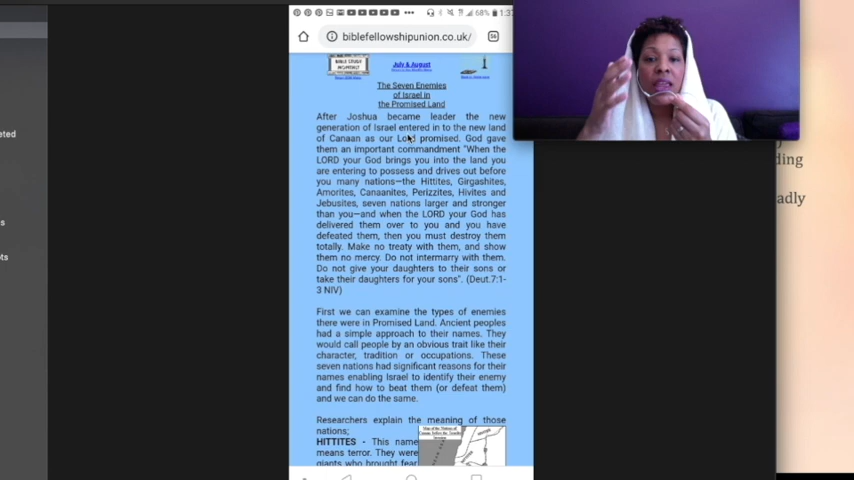 68%
1:3
biblefellowshipunion.co.uk/
56
BIBLE STUDY
July & August
The Seven Enemies
of Israel in
the Promised Land
After Joshua became leader the new
generation of Israel entered in to the new land
of Canaan as our Lord promised. God gave
them an important commandment "When the
LORD your God brings you into the land you
are entering to possess and drives out before
you many nations—the Hittites, Girgashites,
Amorites, Canaanites, Perizzites, Hivites and
Jebusites, seven nations larger and stronger
than you—and when the LORD your God has
delivered them over to you and you have
defeated them, then you must destroy them
totally. Make no treaty with them, and show
them no mercy. Do not intermarry with them.
Do not give your daughters to their sons or
take their daughters for your sons". (Deut.7:1-
3 NIV)
First we can examine the types of enemies
there were in Promised Land. Ancient peoples
had a simple approach to their names. They
would call people by an obvious trait like their
character, tradition or occupations. These
seven nations had significant reasons for their
names enabling Israel to identify their enemy
and find how to beat them (or defeat them)
and we can do the same.
Researchers explain the meaning of those
nations;
HITTITES - This name
means terror. They were
giants who brought fear
eted
s
pts
ding
adly